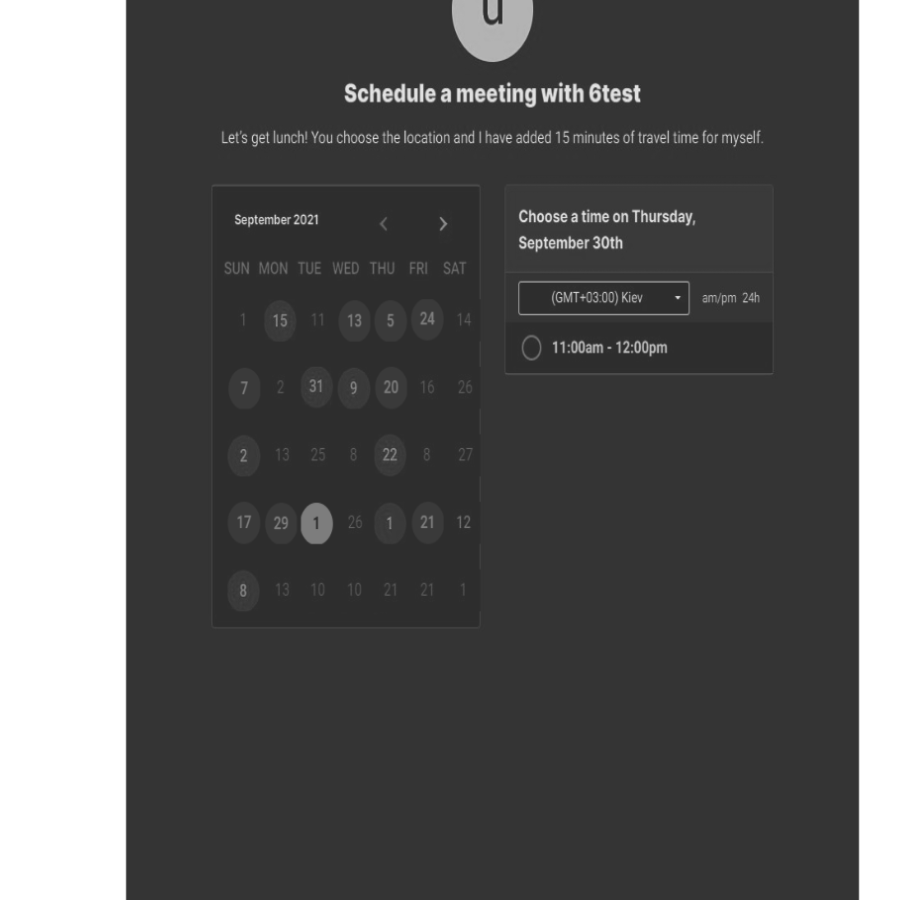 u
Schedule a meeting with 6test
Let's get lunch! You choose the location and I have added 15 minutes of travel time for myself.
September 2021
SUN MON TUE WED THU FRI SAT
1 15 11 13 5 24 14
7 2 31 9 20 16 26
2 13 25 8 22 8 27
17 29 1 26 1 21 12
8 13 10 10 21 21 1
Choose a time on Thursday,
September 30th
(GMT+03:00) Kiev am/pm 24h
11:00am - 12:00pm